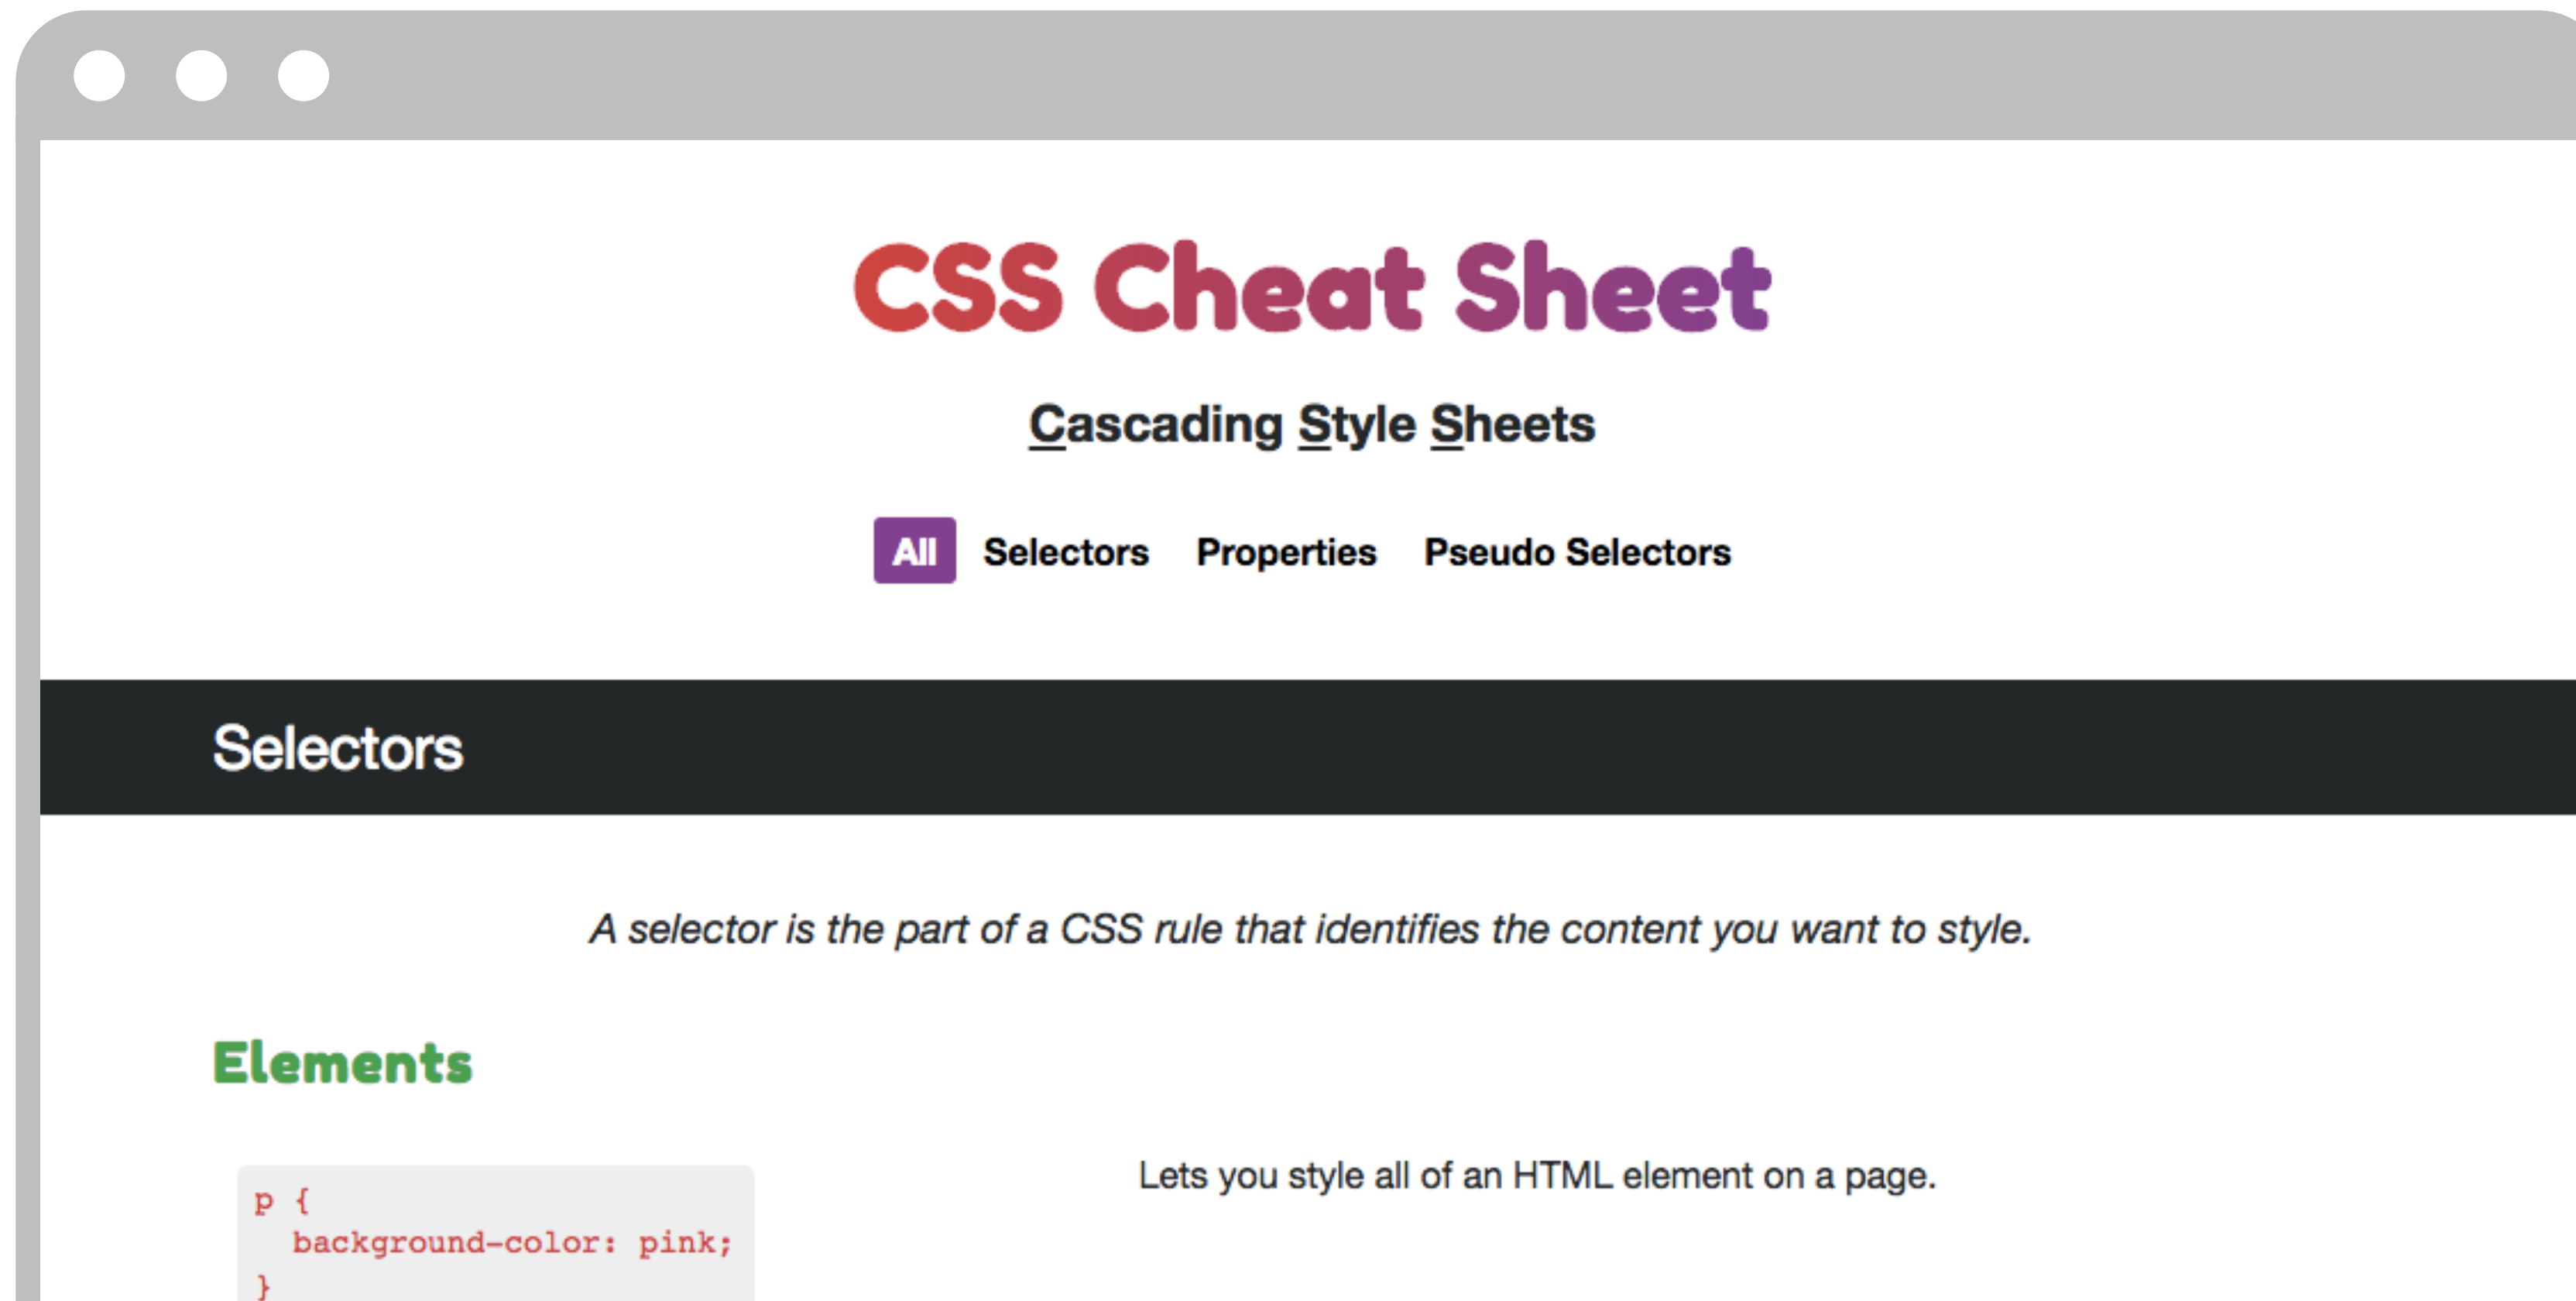 CSS Cheat Sheet
Cascading Style Sheets
All Selectors Properties Pseudo Selectors
Selectors
A selector is the part of a CSS rule that identifies the content you want to style.
Elements
Lets you style all of an HTML element on a page.
p {
  background-color: pink;
}